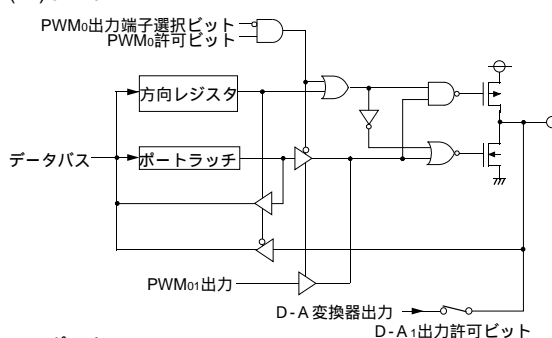 PWM0出力端子選択ビット
PWM0許可ビット
方向レジスタ
データバス
ポートラッチ
PWM01出力
D-A変換器出力
D-A1出力許可ビット